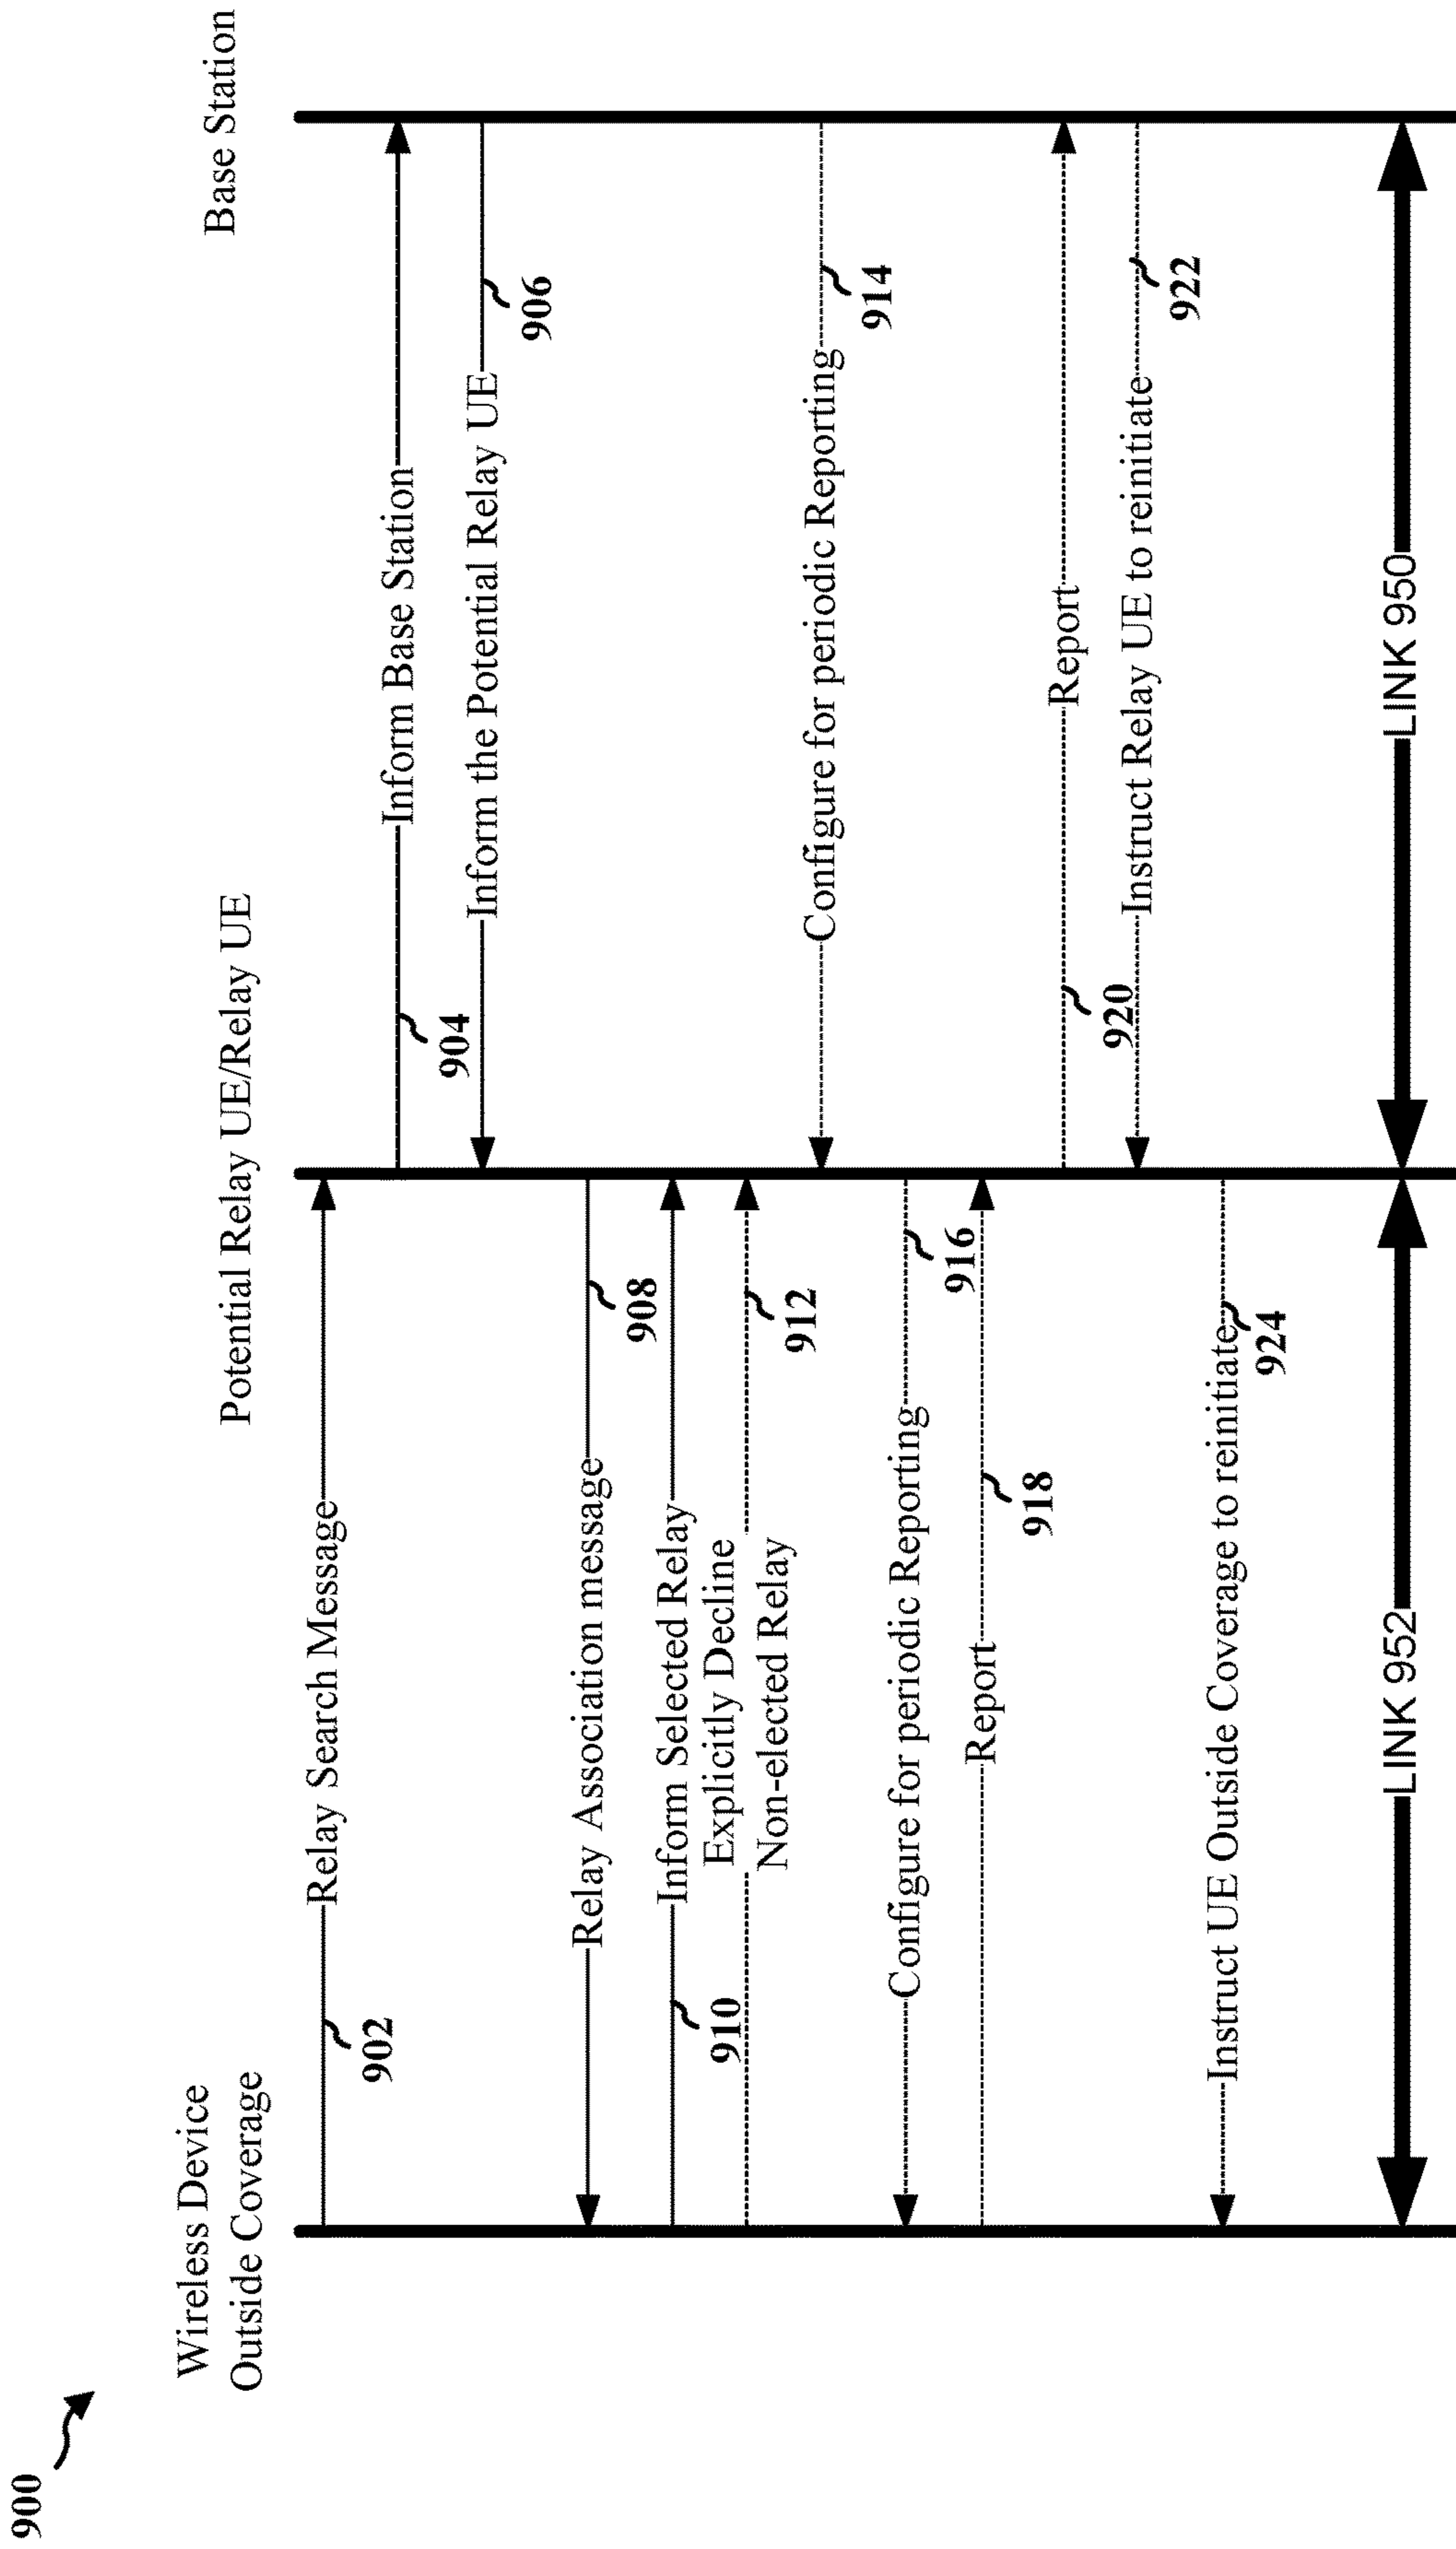 900
Wireless Device
Outside Coverage
Potential Relay UE/Relay UE
Base Station
Relay Search Message
902
Inform Base Station
904
Inform the Potential Relay UE
906
Relay Association message
908
Inform Selected Relay
910
Explicitly Decline
Non-elected Relay
912
Configure for periodic Reporting
914
Configure for periodic Reporting
916
Report
918
Report
920
Instruct Relay UE to reinitiate
922
Instruct UE Outside Coverage to reinitiate
924
LINK 952
LINK 950